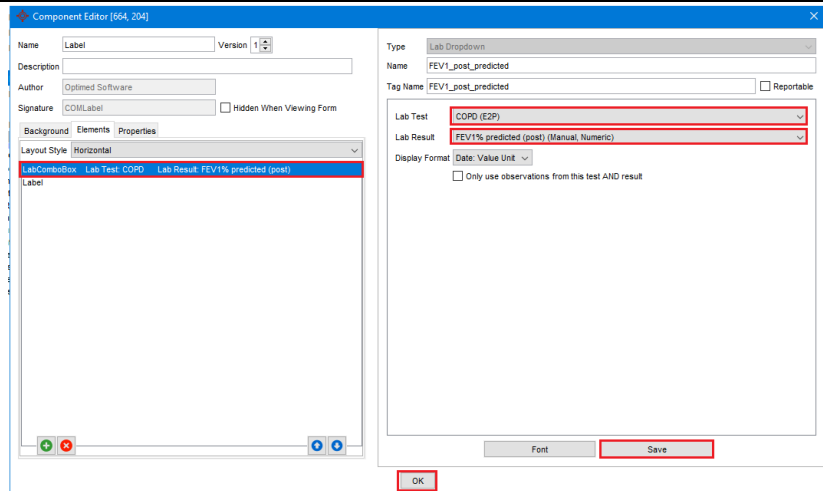 Component Editor [664, 204]
Name Label Version 1
Description
Author Optimed Software
Signature COMLabel Hidden When Viewing Form
Background Elements Properties
Layout Style Horizontal
LabComboBox Lab Test: COPD Lab Result: FEV1% predicted (post)
Label
Type Lab Dropdown
Name FEV1_post_predicted
Tag Name FEV1_post_predicted Reportable
Lab Test COPD (E2P)
Lab Result FEV1% predicted (post) (Manual, Numeric)
Display Format Date: Value Unit
Only use observations from this test AND result
Font Save
OK